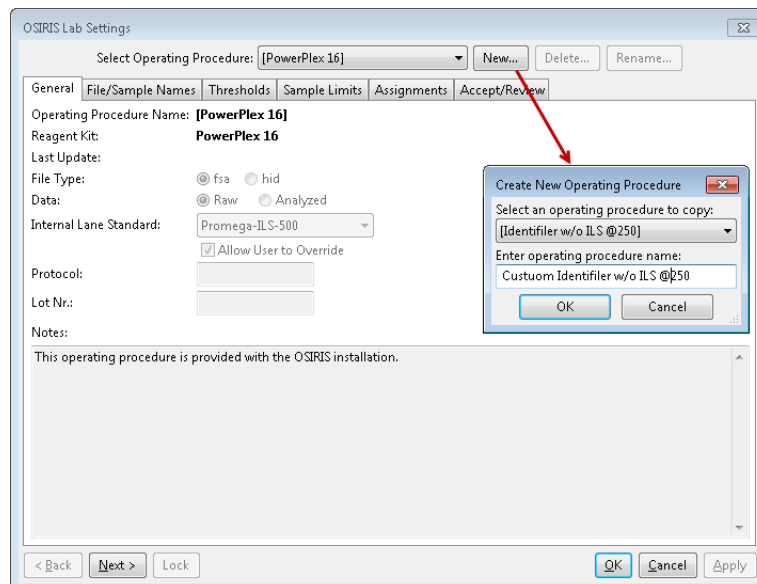 OSIRIS Lab Settings
Select Operating Procedure: [PowerPlex 16] New... Delete... Rename...
General File/Sample Names Thresholds Sample Limits Assignments Accept/Review
Operating Procedure Name: [PowerPlex 16]
Reagent Kit: PowerPlex 16
Last Update:
File Type: fsa hid
Data: Raw Analyzed
Internal Lane Standard: Promega-ILS-500
Allow User to Override
Protocol:
Lot Nr.:
Notes:
This operating procedure is provided with the OSIRIS installation.
Create New Operating Procedure
Select an operating procedure to copy:
[Identifiler w/o ILS @250]
Enter operating procedure name:
Custuom Identifiler w/o ILS @250
OK Cancel
< Back Next > Lock OK Cancel Apply